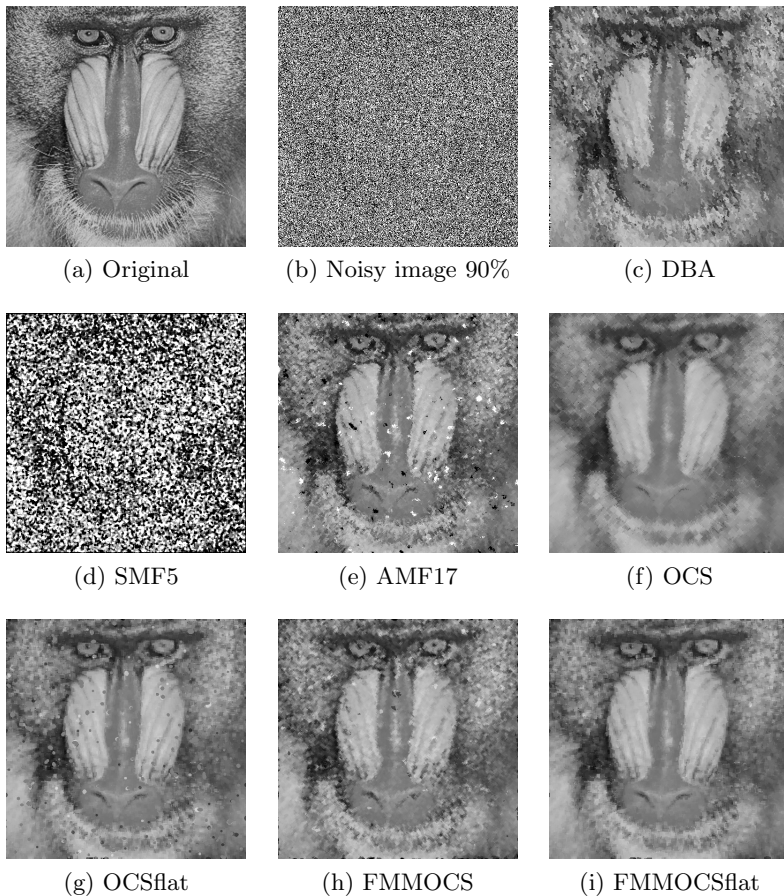 (a) Original
(b) Noisy image 90%
(c) DBA
(d) SMF5
(e) AMF17
(f) OCS
(g) OCSflat
(h) FMMOCS
(i) FMMOCSflat